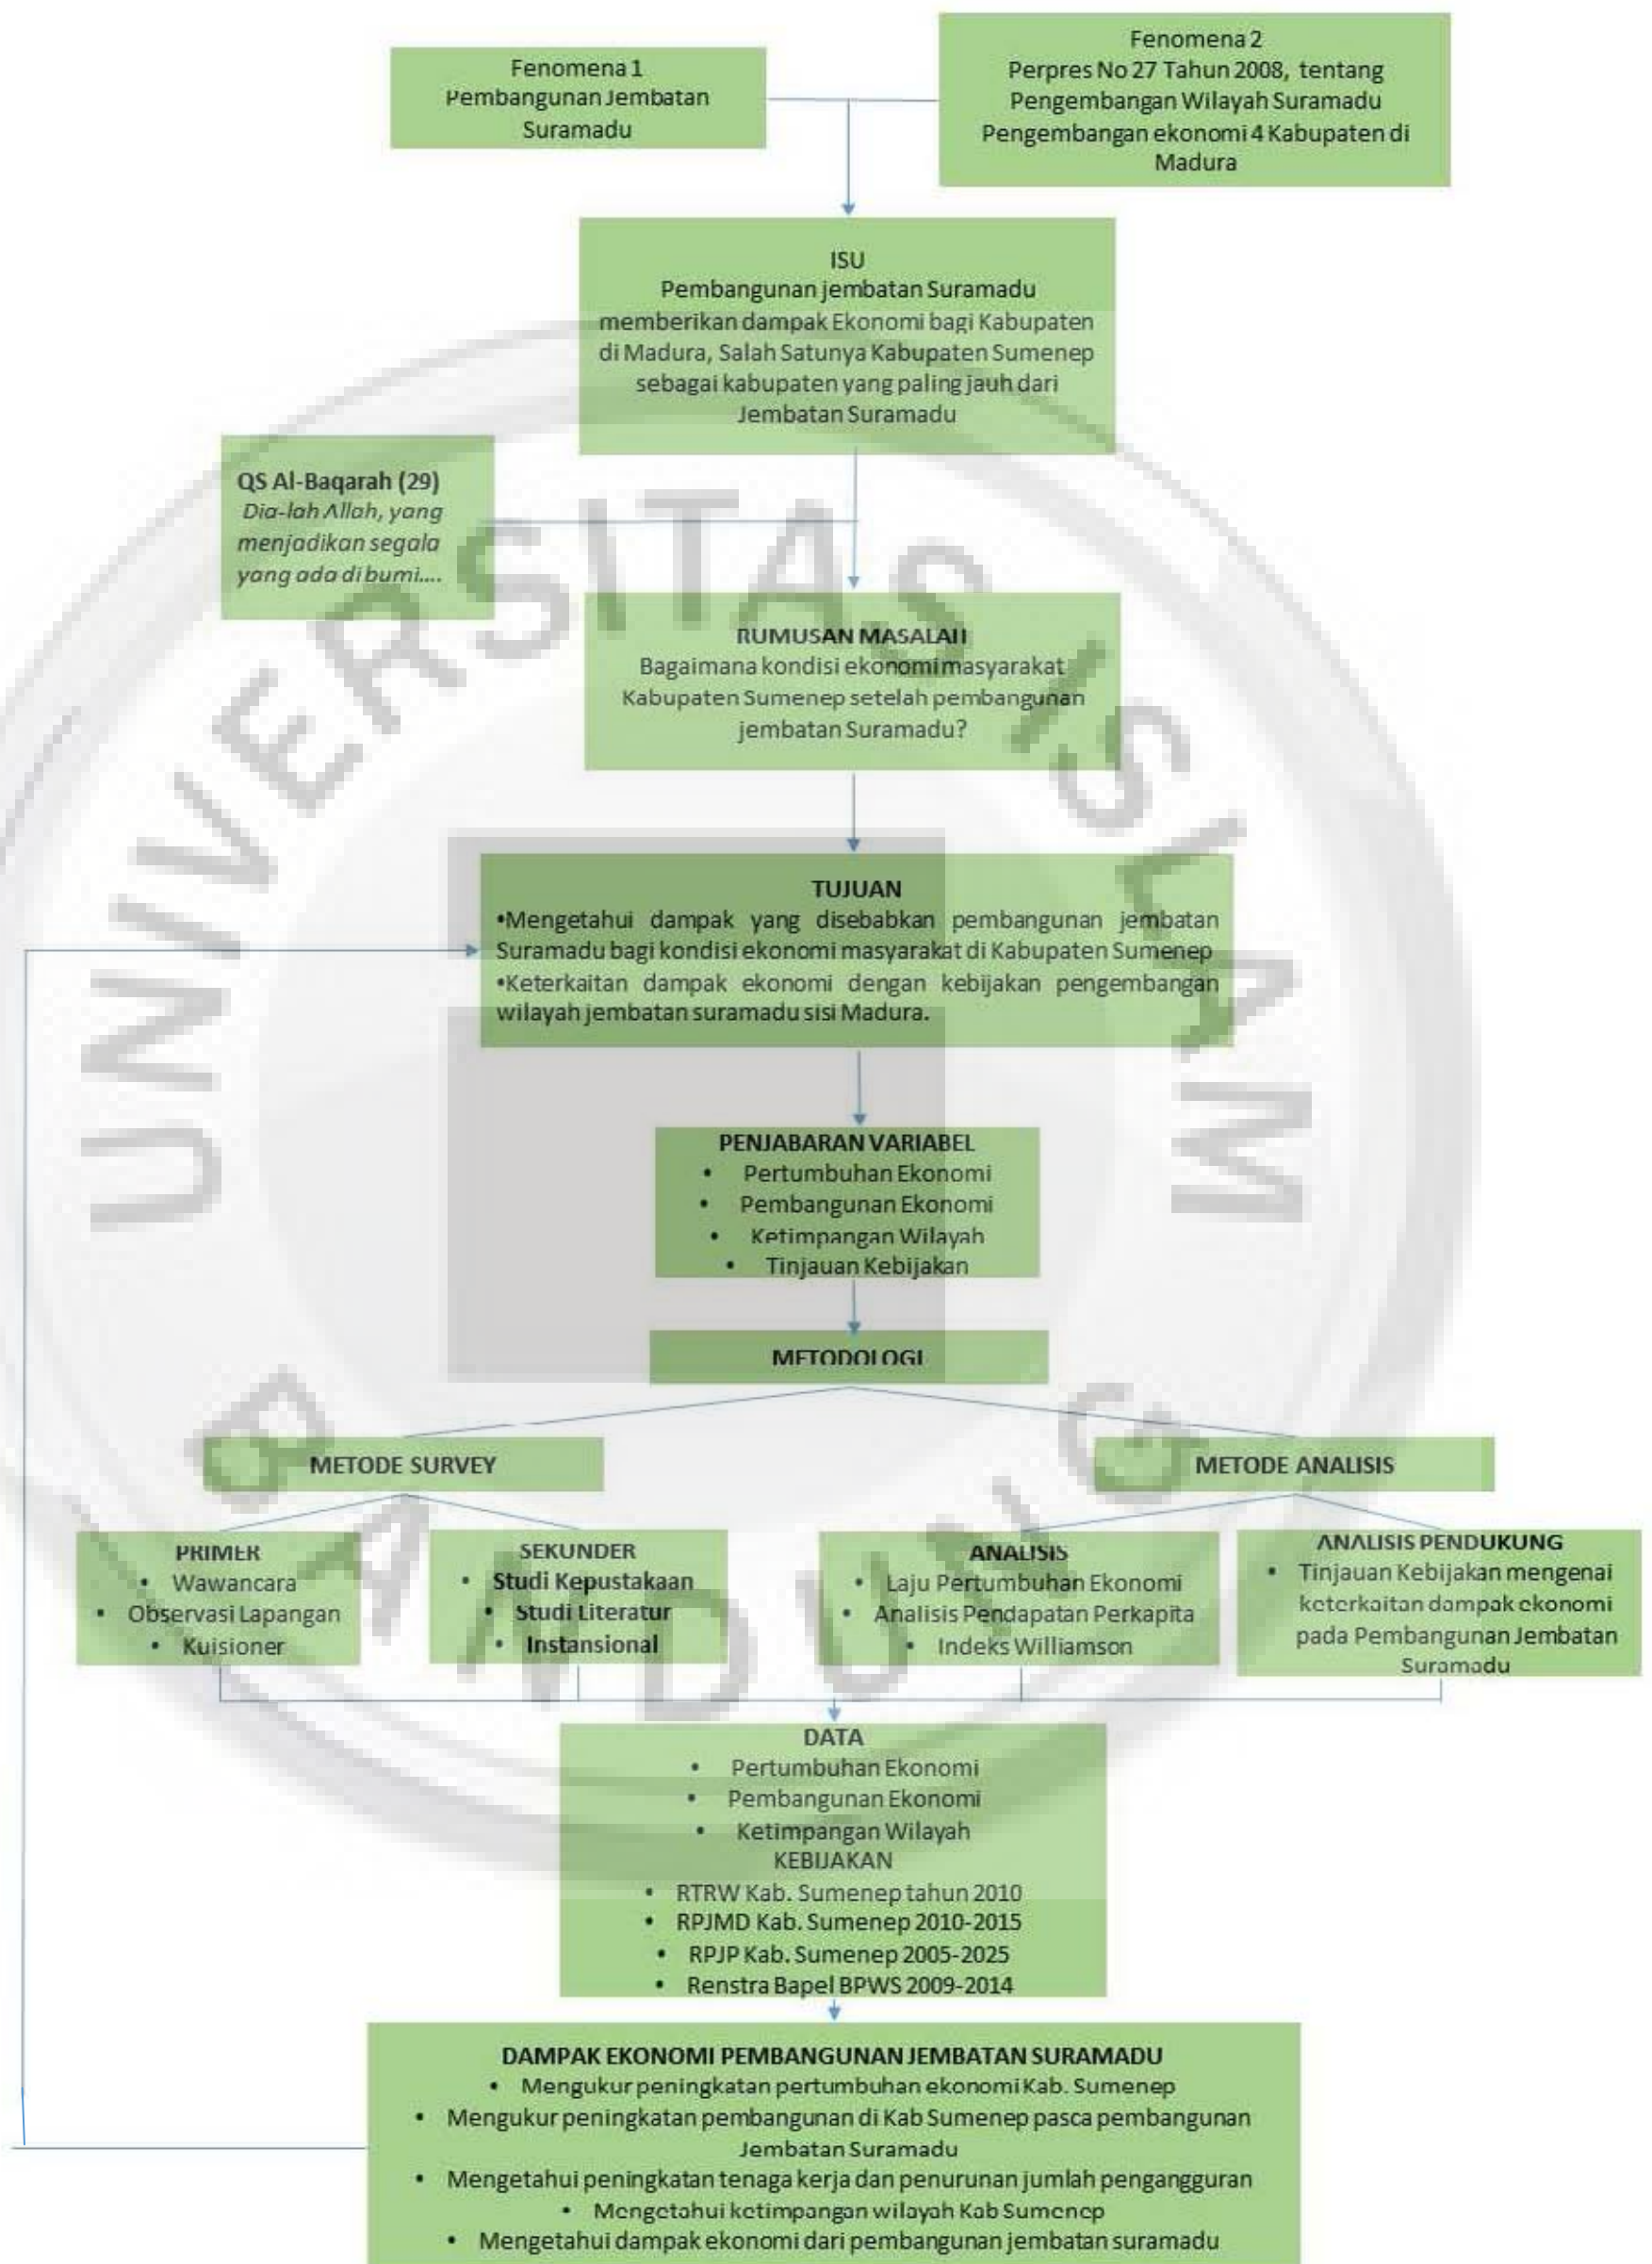 Fenomena 1
Pembangunan Jembatan
Suramadu
Fenomena 2
Perpres No 27 Tahun 2008, tentang
Pengembangan Wilayah Suramadu
Pengembangan ekonomi 4 Kabupaten di
Madura
ISU
Pembangunan jembatan Suramadu
memberikan dampak Ekonomi bagi Kabupaten
di Madura, Salah Satunya Kabupaten Sumenep
sebagai kabupaten yang paling jauh dari
Jembatan Suramadu
QS Al-Baqarah (29)
Dia-lah Allah, yang
menjadikan segala
yang ada di bumi....
RUMUSAN MASALAH
Bagaimana kondisi ekonomi masyarakat
Kabupaten Sumenep setelah pembangunan
jembatan Suramadu?
TUJUAN
•Mengetahui dampak yang disebabkan pembangunan jembatan
Suramadu bagi kondisi ekonomi masyarakat di Kabupaten Sumenep
•Keterkaitan dampak ekonomi dengan kebijakan pengembangan
wilayah jembatan suramadu sisi Madura.
PENJABARAN VARIABEL
• Pertumbuhan Ekonomi
• Pembangunan Ekonomi
• Ketimpangan Wilayah
• Tinjauan Kebijakan
METODOLOGI
METODE SURVEY
METODE ANALISIS
PRIMER
• Wawancara
• Observasi Lapangan
• Kuisioner
SEKUNDER
• Studi Kepustakaan
• Studi Literatur
• Instansional
ANALISIS
• Laju Pertumbuhan Ekonomi
• Analisis Pendapatan Perkapita
• Indeks Williamson
ANALISIS PENDUKUNG
• Tinjauan Kebijakan mengenai
keterkaitan dampak ekonomi
pada Pembangunan Jembatan
Suramadu
DATA
• Pertumbuhan Ekonomi
• Pembangunan Ekonomi
• Ketimpangan Wilayah
KEBIJAKAN
• RTRW Kab. Sumenep tahun 2010
• RPJMD Kab. Sumenep 2010-2015
• RPJP Kab. Sumenep 2005-2025
• Renstra Bapel BPWS 2009-2014
DAMPAK EKONOMI PEMBANGUNAN JEMBATAN SURAMADU
• Mengukur peningkatan pertumbuhan ekonomi Kab. Sumenep
• Mengukur peningkatan pembangunan di Kab Sumenep pasca pembangunan
Jembatan Suramadu
• Mengetahui peningkatan tenaga kerja dan penurunan jumlah pengangguran
• Mengetahui ketimpangan wilayah Kab Sumenep
• Mengetahui dampak ekonomi dari pembangunan jembatan suramadu
UNIVERSITAS ISLAM
BANDUNG